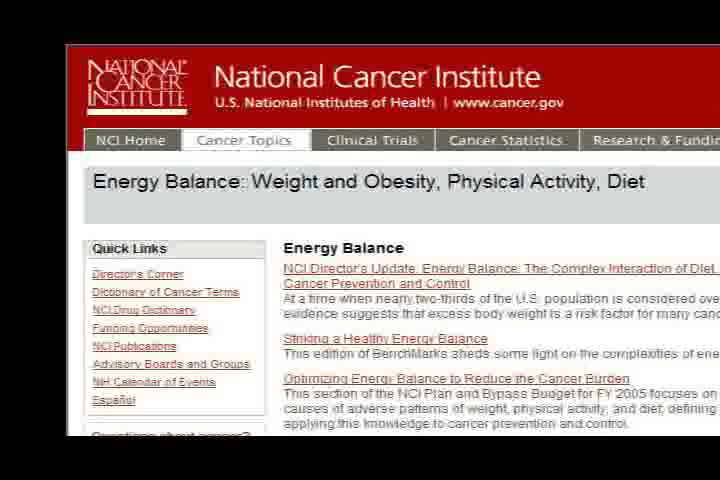 NATIONAL
CANCER
INSTITUTE
National Cancer Institute
U.S. National Institutes of Health | www.cancer.gov
NCI Home
Cancer Topics
Clinical Trials
Cancer Statistics
Research &
Energy Balance: Weight and Obesity, Physical Activity, Diet
Quick Links
Director's Corner
Dictionary of Cancer Terms
NCI Drug Dictionary
Funding Opportunities
NCI Publications
Advisory Boards and Groups
NIH Calendar of Events
Español
Questions about cancer?
Energy Balance
NCI Director's Update: Energy Balance: The Complex Interaction of Diet,
Cancer Prevention and Control
At a time when nearly two-thirds of the U.S. population is considered
evidence suggests that excess body weight is a risk factor for many
Striking a Healthy Energy Balance
This edition of BenchMarks sheds some light on the complexities of
Optimizing Energy Balance to Reduce the Cancer Burden
This section of the NCI Plan and Bypass Budget for FY 2005 focuses on
causes of adverse patterns of weight, physical activity, and diet; defining
applying this knowledge to cancer prevention and control.